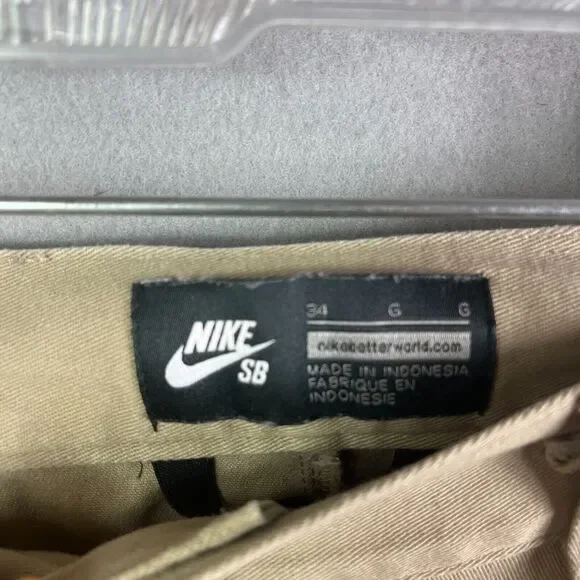 NIKE
SB
34 G G
nikebetterworld.com
MADE IN INDONESIA
FABRIQUE EN
INDONESIE